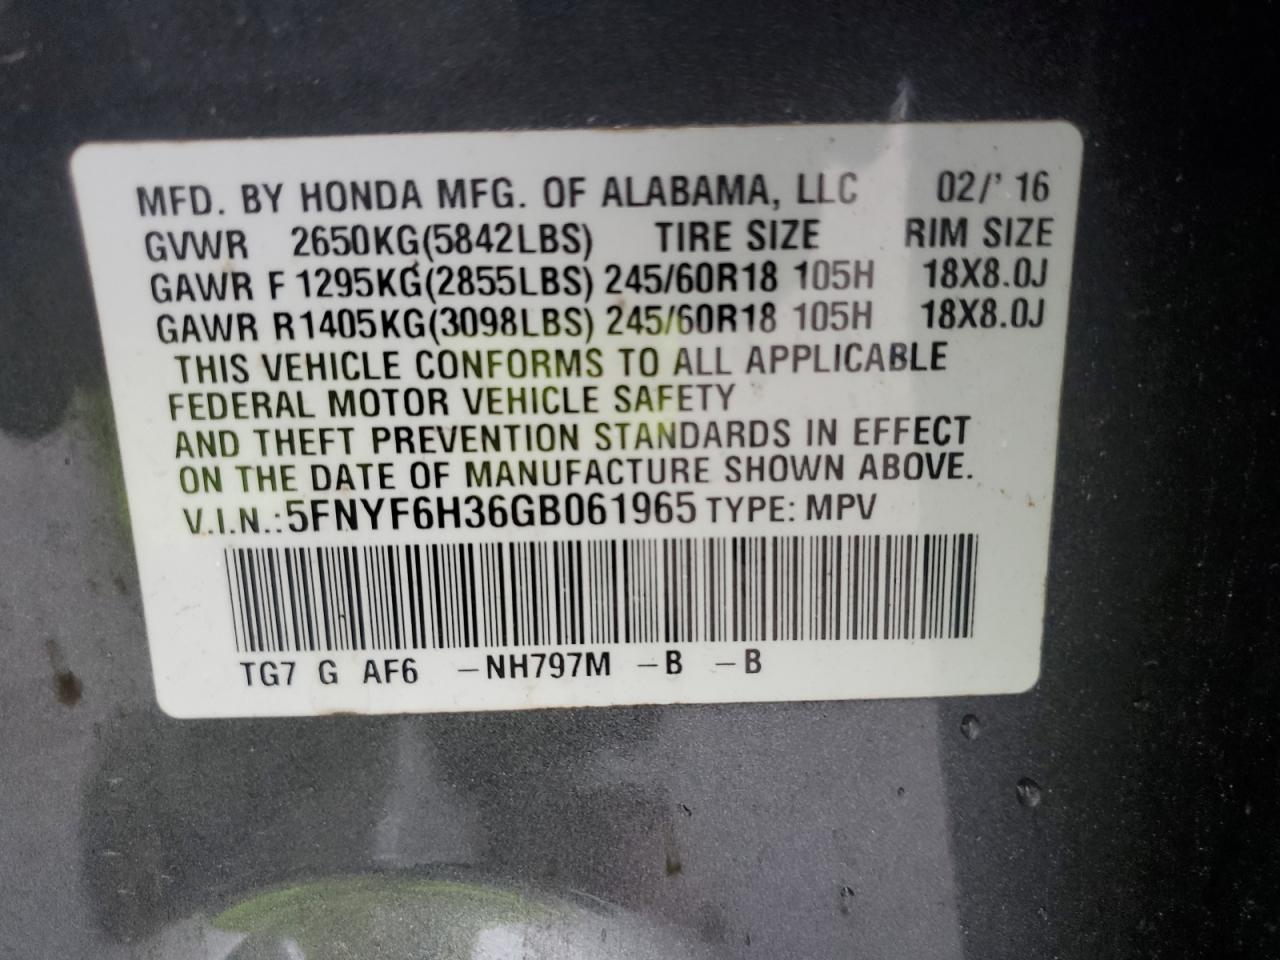 MFD. BY HONDA MFG. OF ALABAMA, LLC 02/'16
GVWR 2650KG(5842LBS) TIRE SIZE RIM SIZE
GAWR F 1295KG(2855LBS) 245/60R18 105H 18X8.0J
GAWR R1405KG(3098LBS) 245/60R18 105H 18X8.0J
THIS VEHICLE CONFORMS TO ALL APPLICABLE
FEDERAL MOTOR VEHICLE SAFETY
AND THEFT PREVENTION STANDARDS IN EFFECT
ON THE DATE OF MANUFACTURE SHOWN ABOVE.
V.I.N.:5FNYF6H36GB061965 TYPE: MPV
TG7 G AF6 -NH797M -B -B